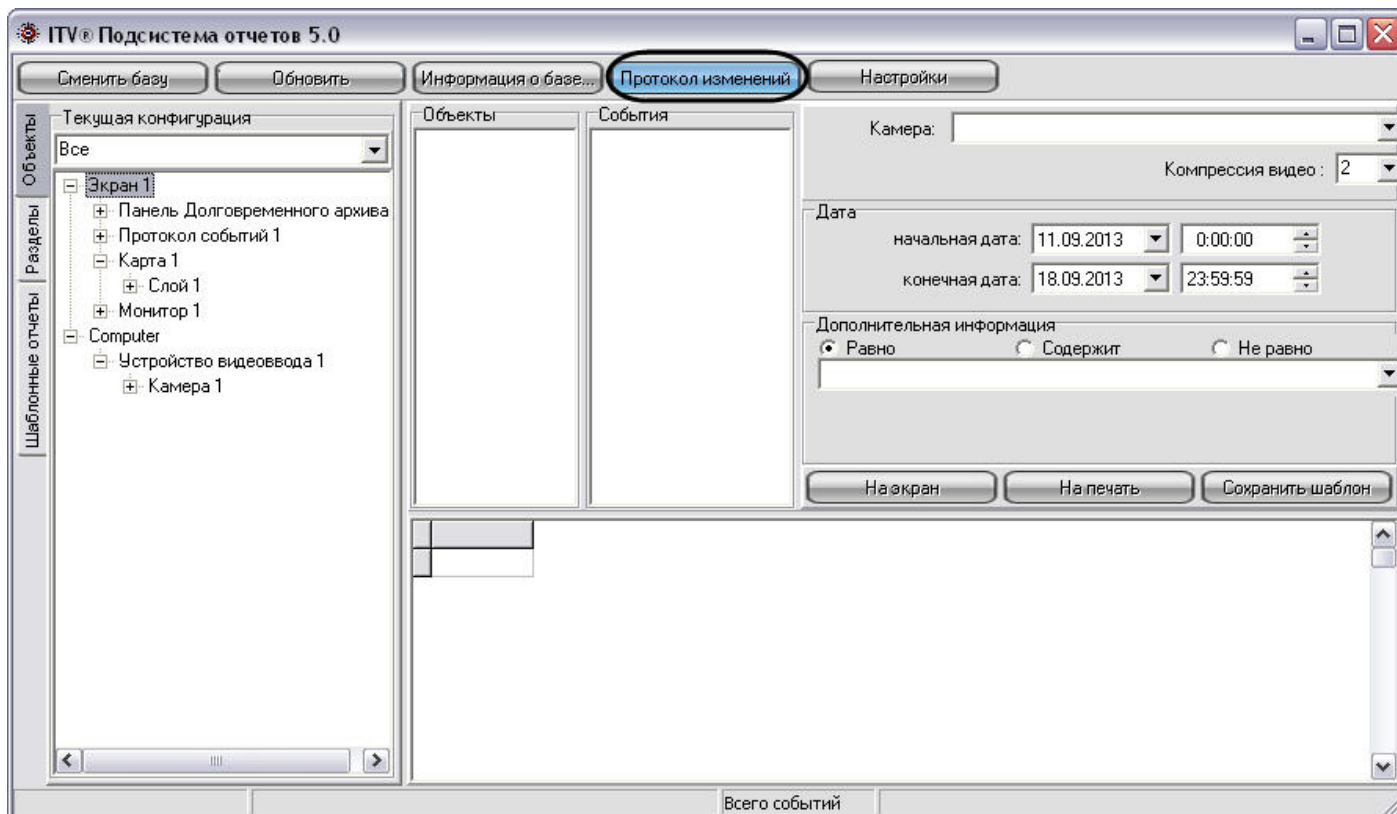 ITV® Подсистема отчетов 5.0
Сменить базу
Обновить
Информация о базе...
Протокол изменений
Настройки
Объекты
Разделы
Шаблонные отчеты
Текущая конфигурация
Все
Экран 1
Панель Долговременного архива
Протокол событий 1
Карта 1
Слой 1
Монитор 1
Computer
Устройство видеоввода 1
Камера 1
Объекты
События
Камера:
Компрессия видео : 2
Дата
начальная дата: 11.09.2013 0:00:00
конечная дата: 18.09.2013 23:59:59
Дополнительная информация
Равно Содержит Не равно
На экран
На печать
Сохранить шаблон
Всего событий